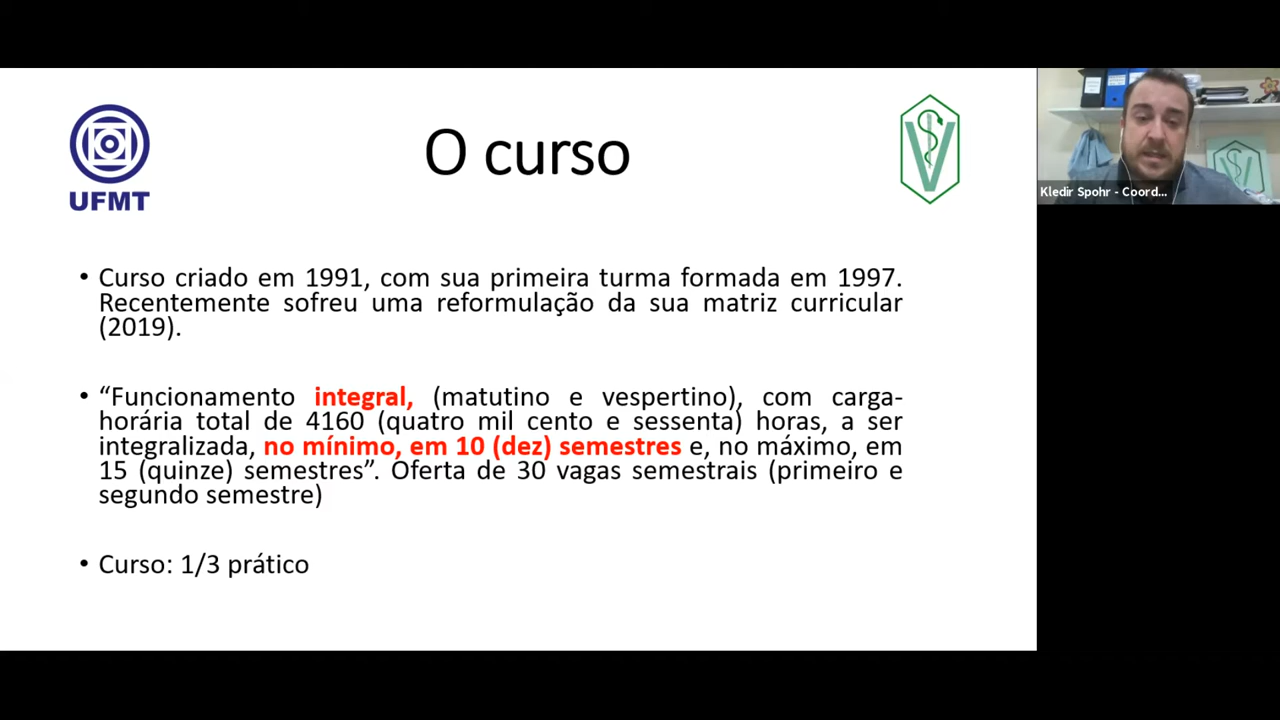 O curso
UFMT
Kledir Spohr - Coord...
• Curso criado em 1991, com sua primeira turma formada em 1997.
Recentemente sofreu uma reformulação da sua matriz curricular
(2019).
• “Funcionamento integral, (matutino e vespertino), com carga-
horária total de 4160 (quatro mil cento e sessenta) horas, a ser
integralizada, no mínimo, em 10 (dez) semestres e, no máximo, em
15 (quinze) semestres”. Oferta de 30 vagas semestrais (primeiro e
segundo semestre)
• Curso: 1/3 prático